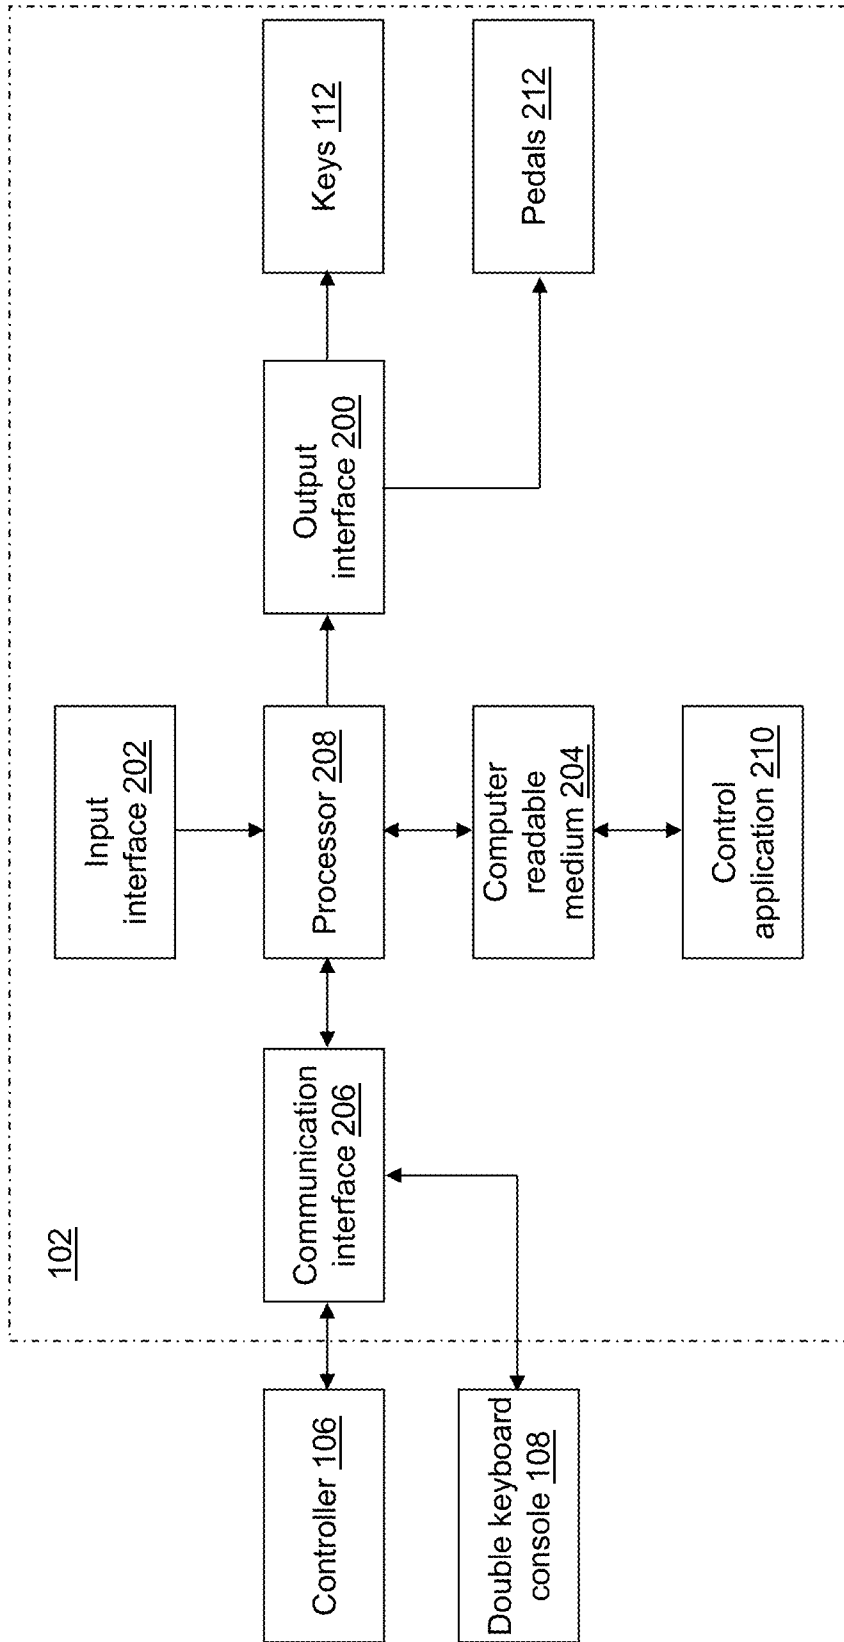 102
Controller 106
Double keyboard
console 108
Communication
interface 206
Input
interface 202
Processor 208
Computer
readable
medium 204
Control
application 210
Output
interface 200
Keys 112
Pedals 212